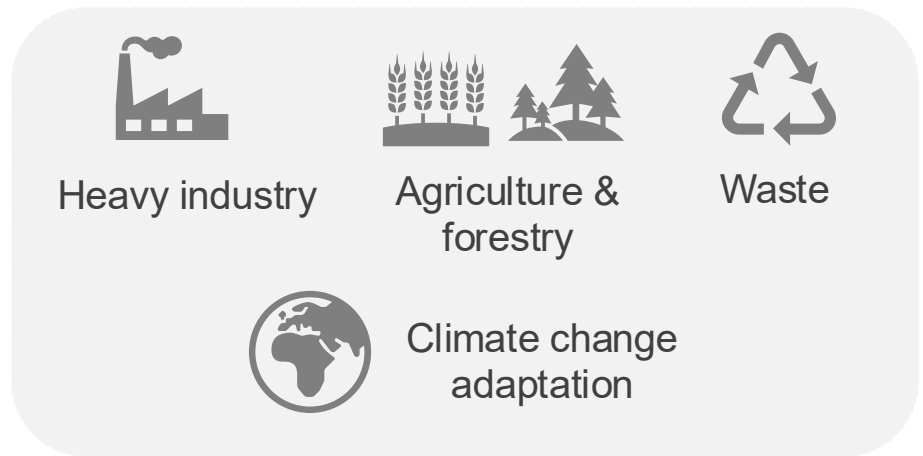 Heavy industry
Agriculture &
forestry
Waste
Climate change
adaptation